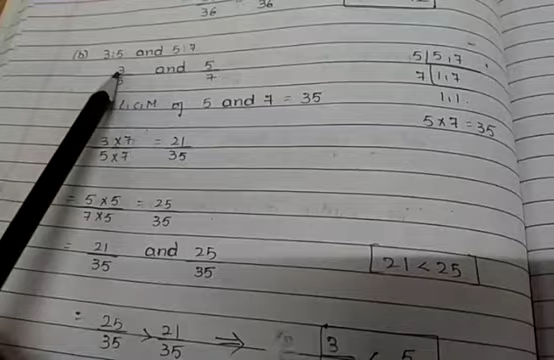 36 36
(b) 3:5 and 5:7
3/5 and 5/7
L.C.M of 5 and 7 = 35
5 | 5,7
7 | 1,7
1,1
5 × 7 = 35
3×7/5×7 = 21/35
= 5×5/7×5 = 25/35
= 21/35 and 25/35
21 < 25
= 25/35 > 21/35 ⇒ 3 < 5